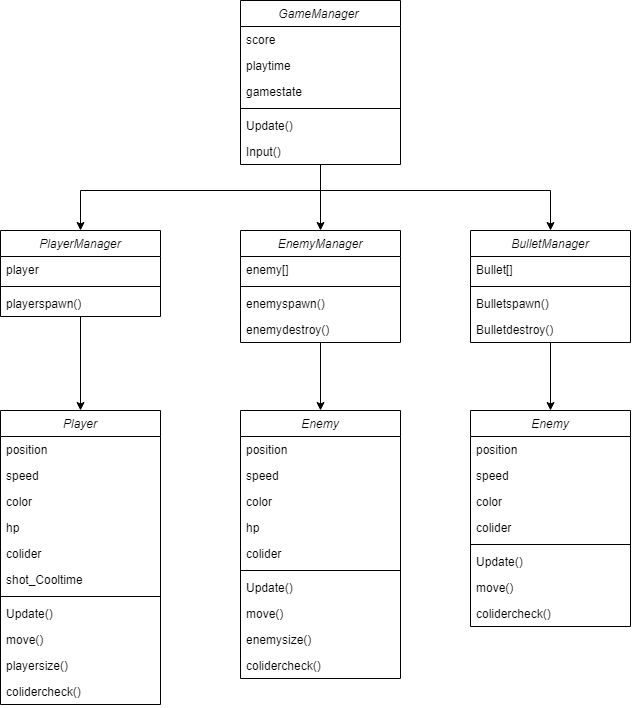 GameManager
score
playtime
gamestate
Update()
Input()
PlayerManager
player
playerspawn()
EnemyManager
enemy[]
enemyspawn()
enemydestroy()
BulletManager
Bullet[]
Bulletspawn()
Bulletdestroy()
Player
position
speed
color
hp
colider
shot_Cooltime
Update()
move()
playersize()
colidercheck()
Enemy
position
speed
color
hp
colider
Update()
move()
enemysize()
colidercheck()
Enemy
position
speed
color
colider
Update()
move()
colidercheck()